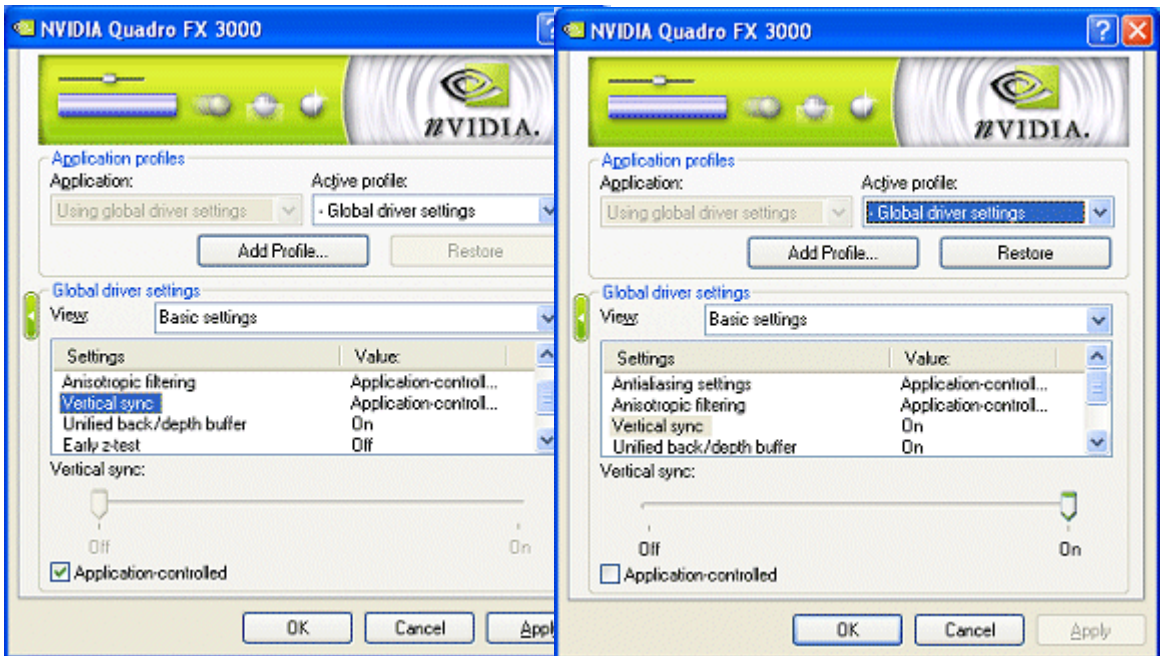 NVIDIA Quadro FX 3000
?
nVIDIA.
Application profiles
Application:
Active profile:
Using global driver settings
- Global driver settings
Add Profile...
Restore
Global driver settings
View:
Basic settings
Settings
Value:
Anisotropic filtering
Application-controll...
Vertical sync
Application-controll...
Unified back/depth buffer
On
Early z-test
Off
Vertical sync:
Off
On
Application-controlled
OK
Cancel
Appl
NVIDIA Quadro FX 3000
?
nVIDIA.
Application profiles
Application:
Active profile:
Using global driver settings
- Global driver settings
Add Profile...
Restore
Global driver settings
View:
Basic settings
Settings
Value:
Antialiasing settings
Application-controll...
Anisotropic filtering
Application-controll...
Vertical sync
On
Unified back/depth buffer
On
Vertical sync:
Off
On
Application-controlled
OK
Cancel
Apply